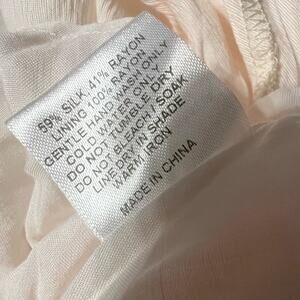 59% SILK 41% RAYON
LINING 100% RAYON
GENTLE HAND WASH ONLY
COLD WATER ONLY
DO NOT TUMBLE DRY
DO NOT BLEACH, SOAK
LINE DRY IN SHADE
WARM IRON
MADE IN CHINA